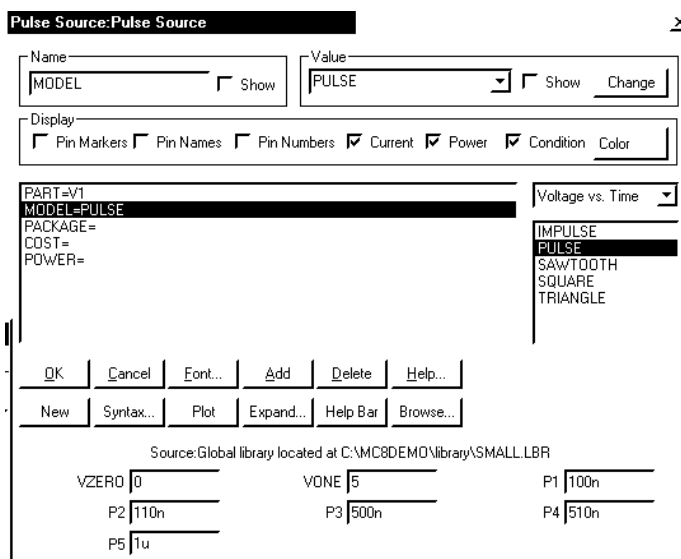 Pulse Source:Pulse Source
Name
Value
MODEL
Show
PULSE
Show
Change
Display
Pin Markers
Pin Names
Pin Numbers
Current
Power
Condition
Color
PART=V1
MODEL=PULSE
PACKAGE=
COST=
POWER=
Voltage vs. Time
IMPULSE
PULSE
SAWTOOTH
SQUARE
TRIANGLE
OK
Cancel
Font...
Add
Delete
Help...
New
Syntax...
Plot
Expand...
Help Bar
Browse...
Source:Global library located at C:\MC8DEMO\library\SMALL.LBR
VZERO 0
VONE 5
P1 100n
P2 110n
P3 500n
P4 510n
P5 1u